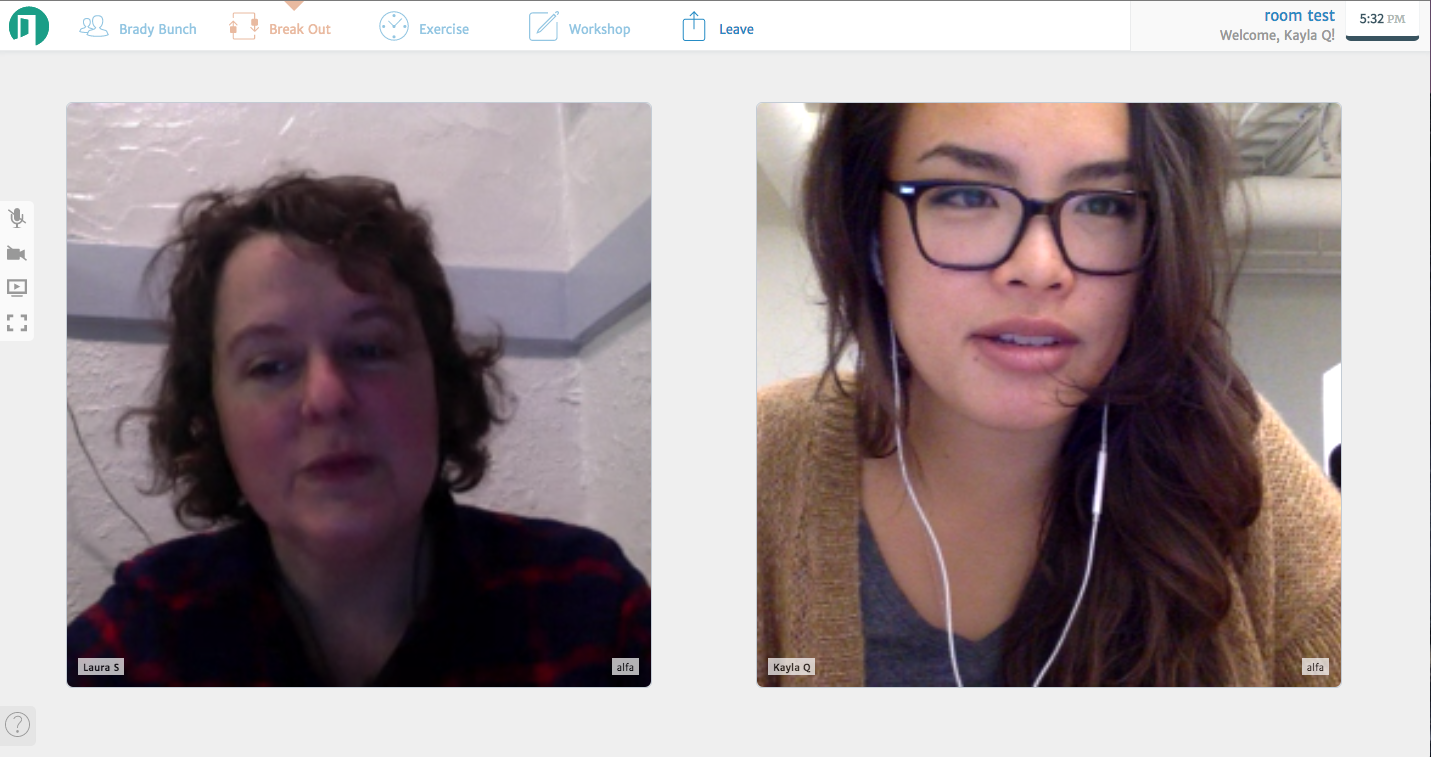 Brady Bunch
Break Out
Exercise
Workshop
Leave
room test
Welcome, Kayla Q!
5:32 PM
Laura S
alfa
Kayla Q
alfa
?